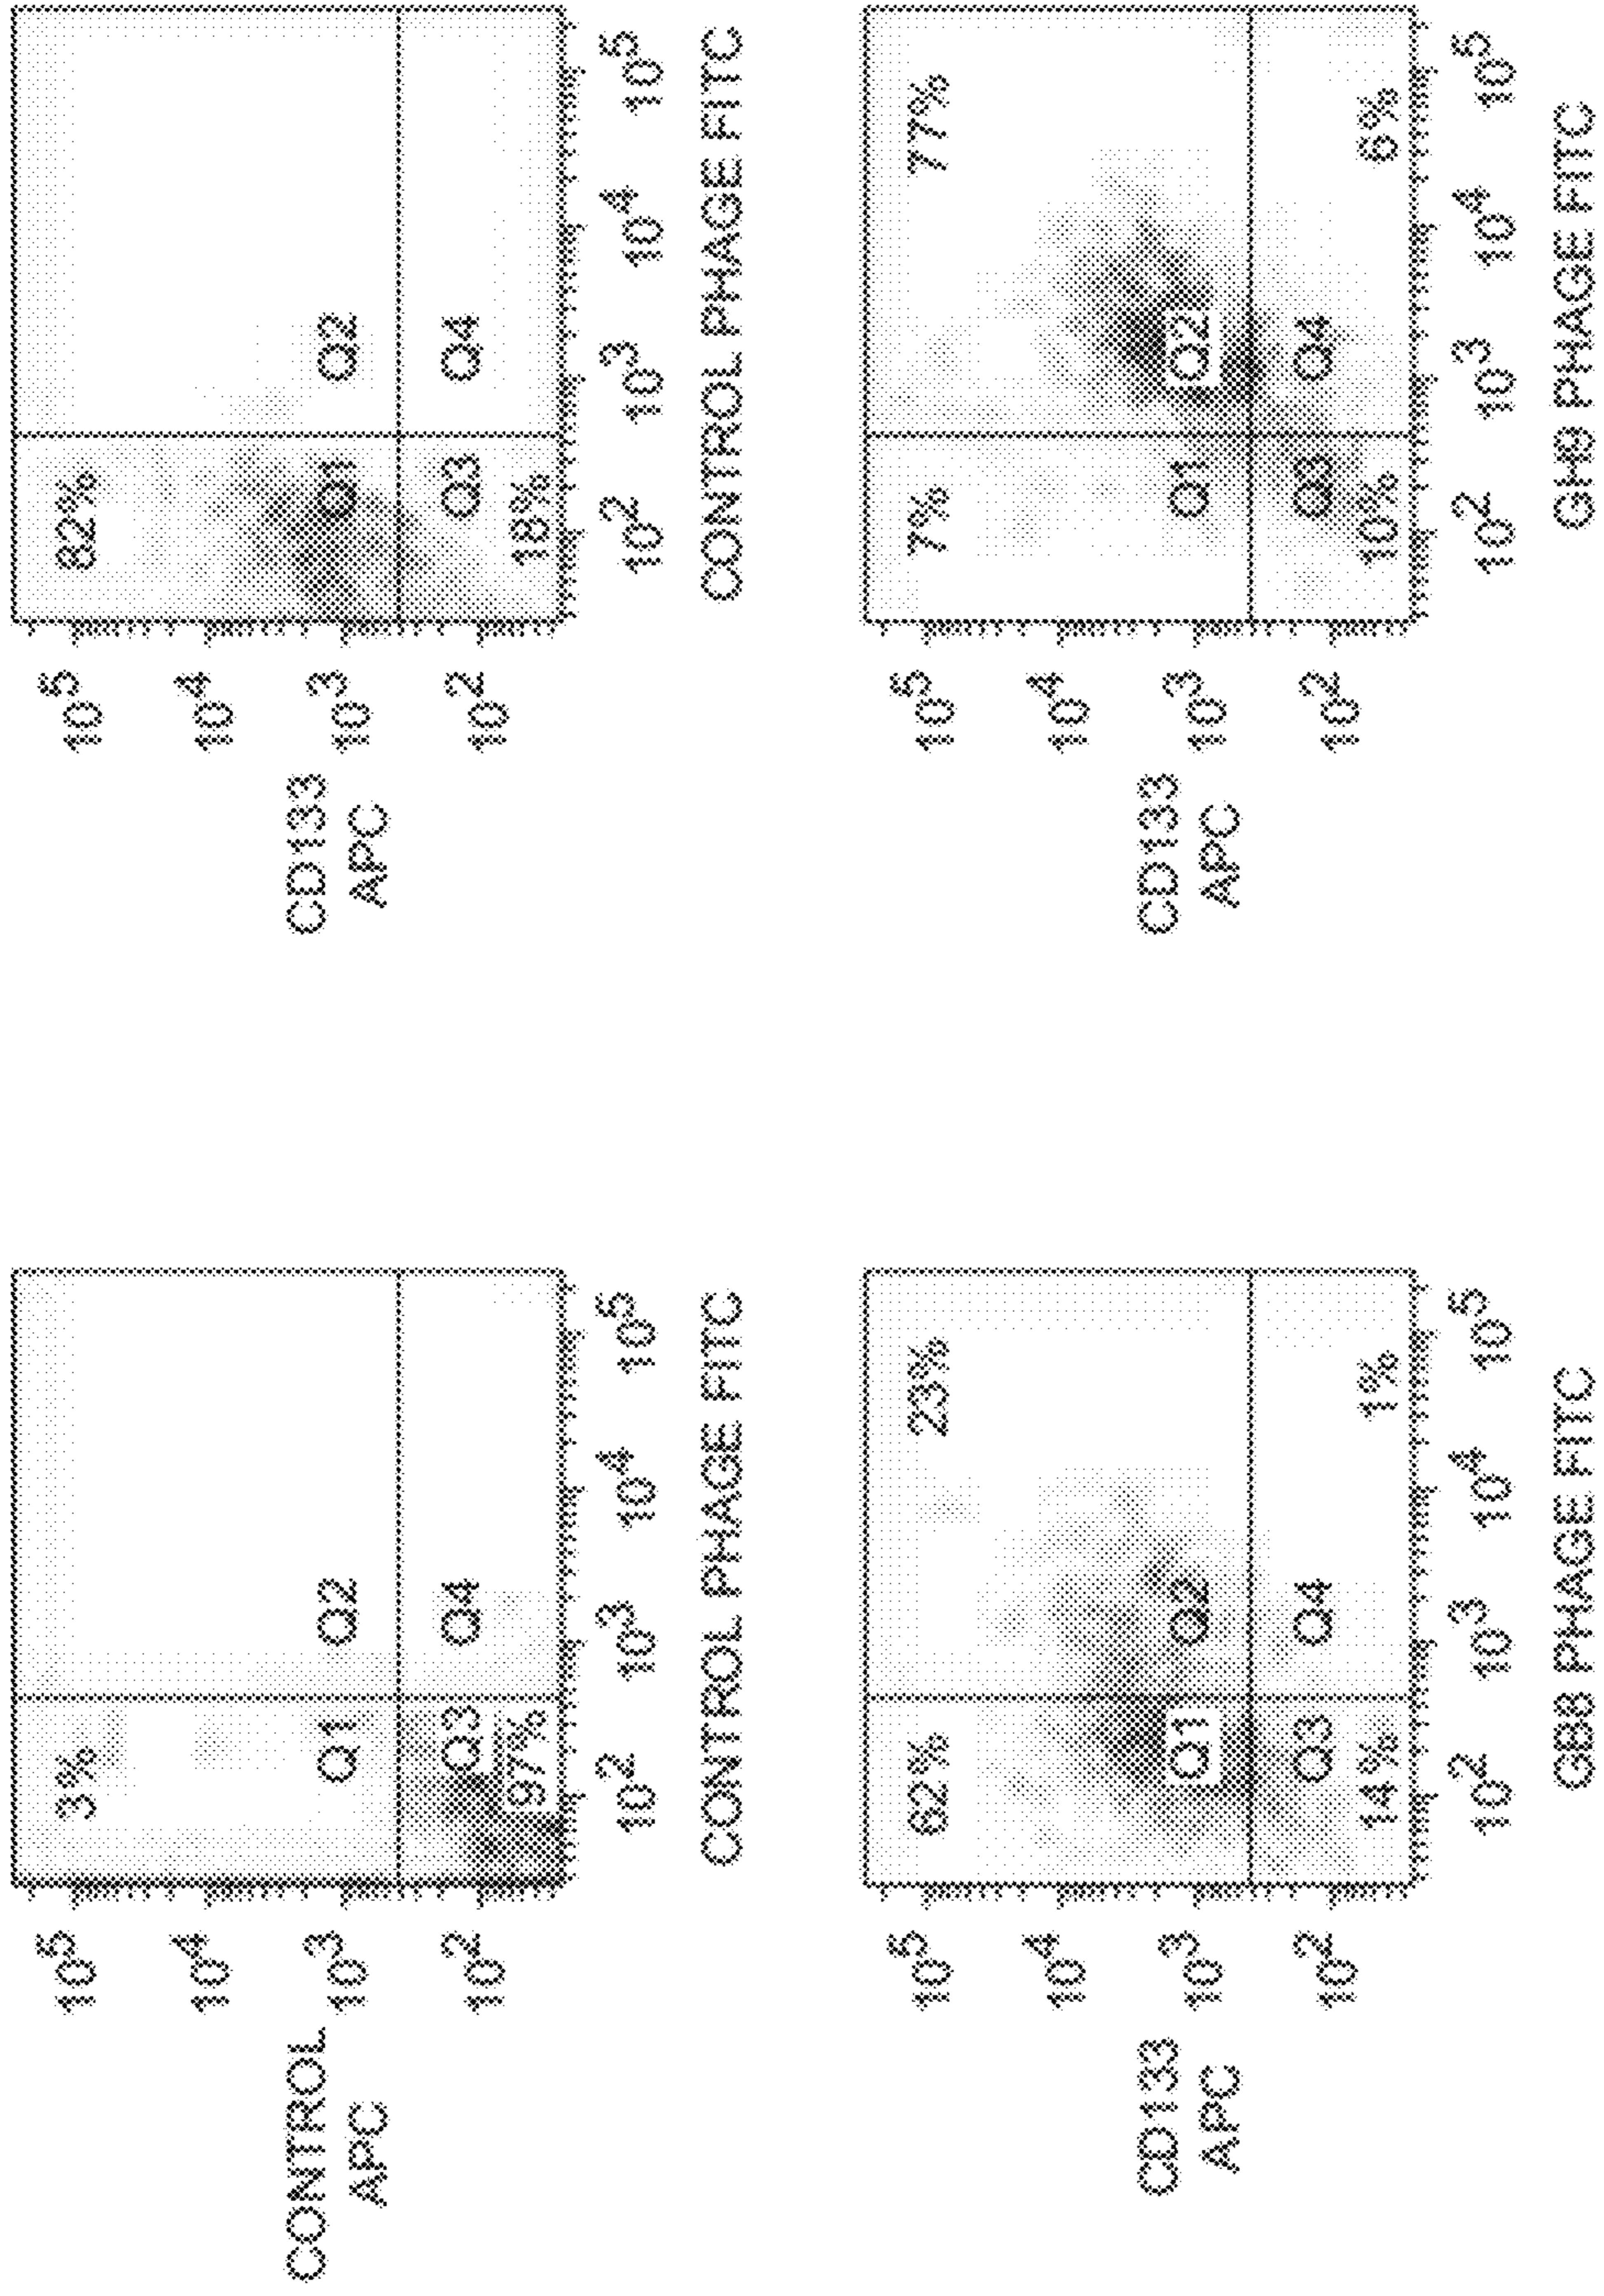 CONTROL
APC
10^5
10^4
10^3
10^2
3%
Q1
Q2
Q3
Q4
97%
10^2
10^3
10^4
10^5
CONTROL PHAGE FITC
CD133
APC
10^5
10^4
10^3
10^2
82%
Q1
Q2
Q3
Q4
18%
10^2
10^3
10^4
10^5
CONTROL PHAGE FITC
CD133
APC
10^5
10^4
10^3
10^2
62%
23%
Q1
Q2
Q3
Q4
14%
1%
10^2
10^3
10^4
10^5
GB8 PHAGE FITC
CD133
APC
10^5
10^4
10^3
10^2
7%
77%
Q1
Q2
Q3
Q4
10%
6%
10^2
10^3
10^4
10^5
GH9 PHAGE FITC